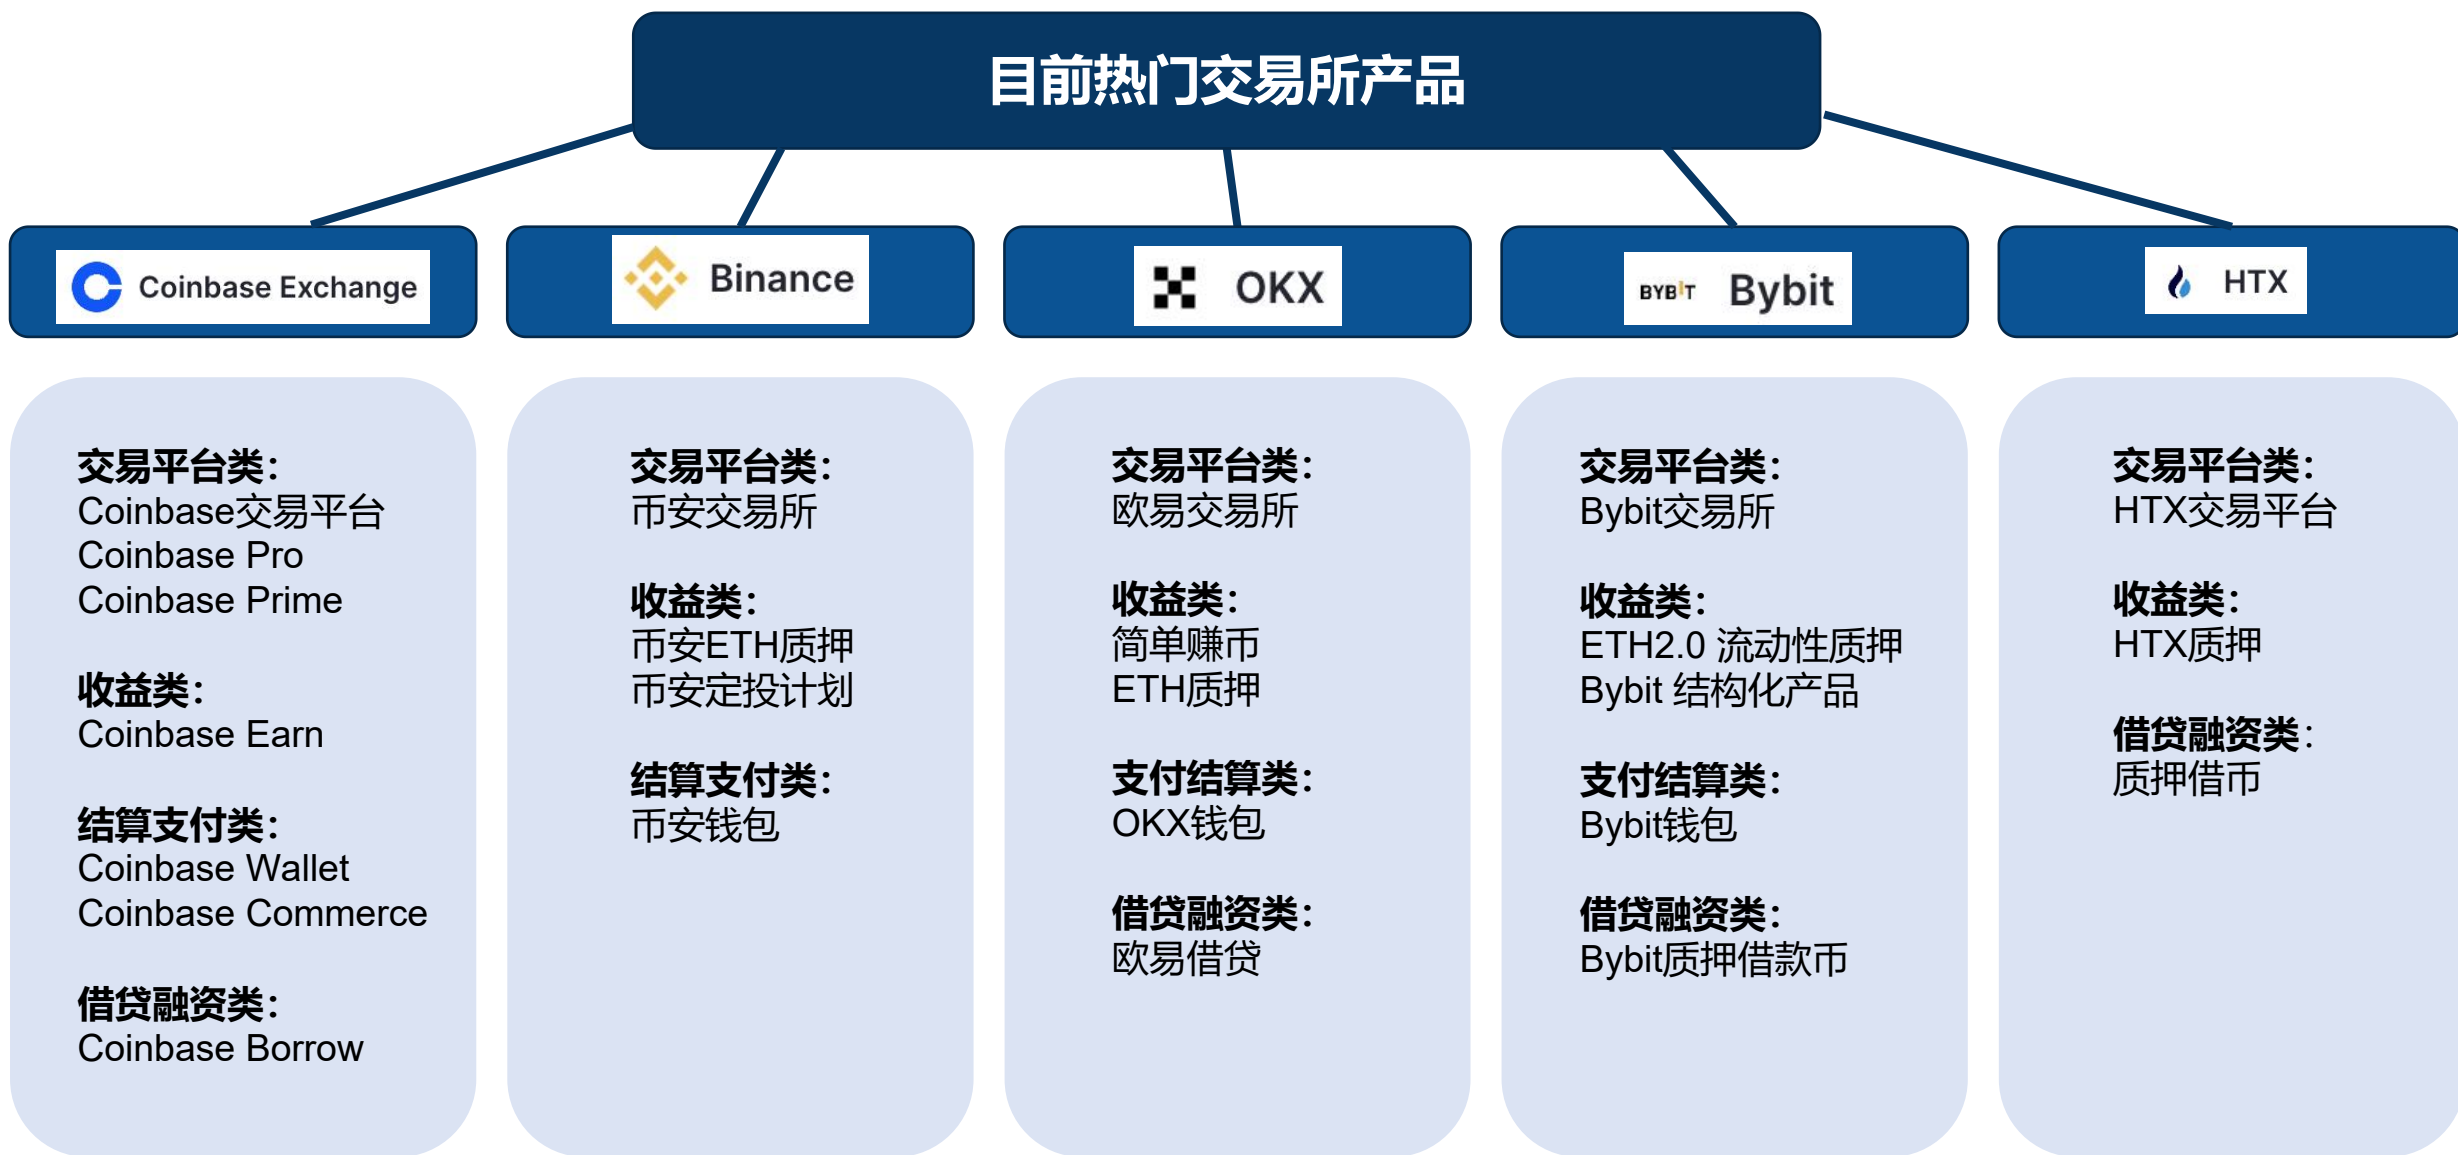 目前热门交易所产品
Coinbase Exchange
Binance
OKX
BYBIT Bybit
HTX
交易平台类：
Coinbase交易平台
Coinbase Pro
Coinbase Prime
收益类：
Coinbase Earn
结算支付类：
Coinbase Wallet
Coinbase Commerce
借贷融资类：
Coinbase Borrow
交易平台类：
币安交易所
收益类：
币安ETH质押
币安定投计划
结算支付类：
币安钱包
交易平台类：
欧易交易所
收益类：
简单赚币
ETH质押
支付结算类：
OKX钱包
借贷融资类：
欧易借贷
交易平台类：
Bybit交易所
收益类：
ETH2.0 流动性质押
Bybit 结构化产品
支付结算类：
Bybit钱包
借贷融资类：
Bybit质押借款币
交易平台类：
HTX交易平台
收益类：
HTX质押
借贷融资类：
质押借币